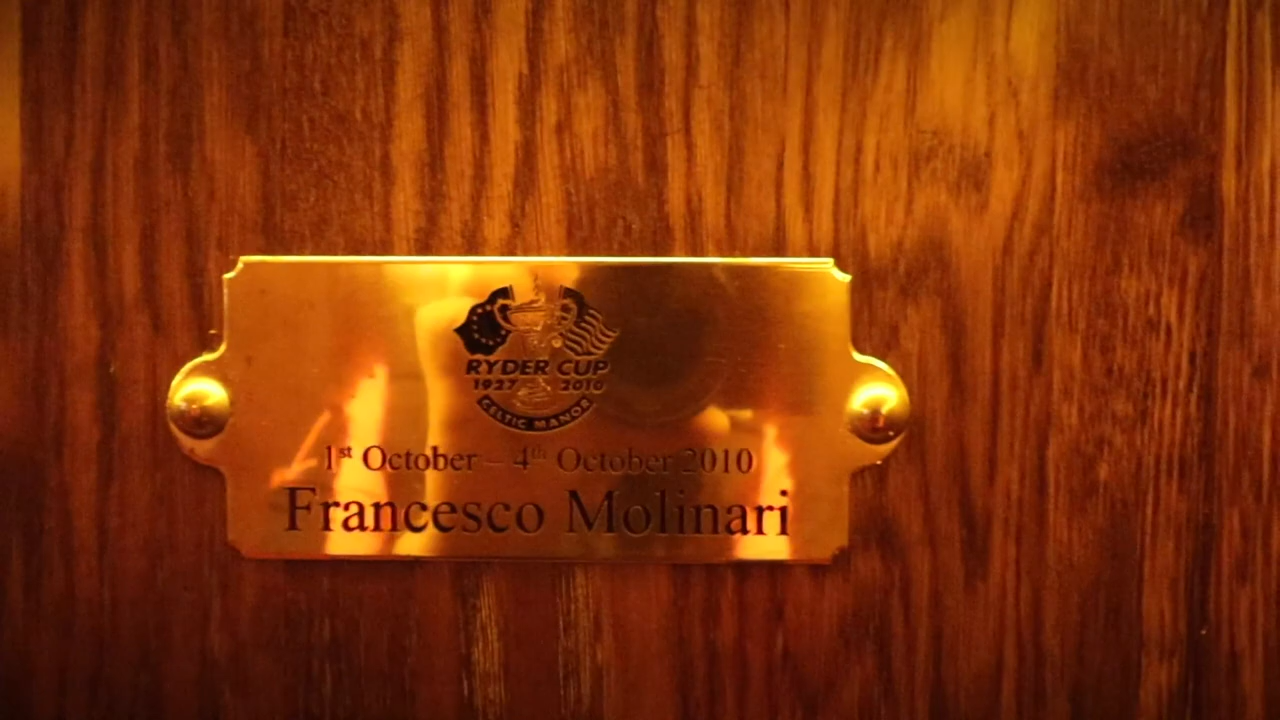 RYDER CUP
1927 2010
CELTIC MANOR
1st October – 4th October 2010
Francesco Molinari